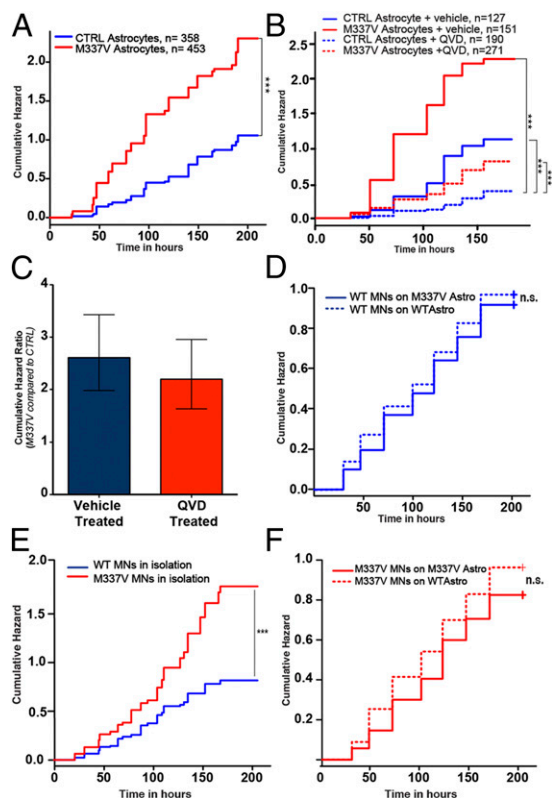 A
CTRL Astrocytes, n= 358
M337V Astrocytes, n= 453
Cumulative Hazard
2.0
1.5
1.0
0.5
0.0
***
0 50 100 150 200
Time in hours
B
CTRL Astrocyte + vehicle, n=127
M337V Astrocytes + vehicle, n=151
CTRL Astrocytes + QVD, n= 190
M337V Astrocytes +QVD, n=271
Cumulative Hazard
2.5
2.0
1.5
1.0
0.5
0.0
***
***
***
0.0 50 100 150 200
Time in hours
C
Cumulative Hazard Ratio
(M337V compared to CTRL)
4
3
2
1
0
Vehicle
Treated
QVD
Treated
D
WT MNs on M337V Astro
WT MNs on WTAstro
n.s.
Cumulative Hazard
1.0
0.8
0.6
0.4
0.2
0.0
0 50 100 150 200
Time in hours
E
WT MNs in isolation
M337V MNs in isolation
Cumulative Hazard
2.0
1.5
1.0
0.5
0.0
***
0 50 100 150 200
Time in hours
F
M337V MNs on M337V Astro
M337V MNs on WTAstro
n.s.
Cumulative Hazard
1.0
0.8
0.6
0.4
0.2
0 50 100 150 200
Time in hours